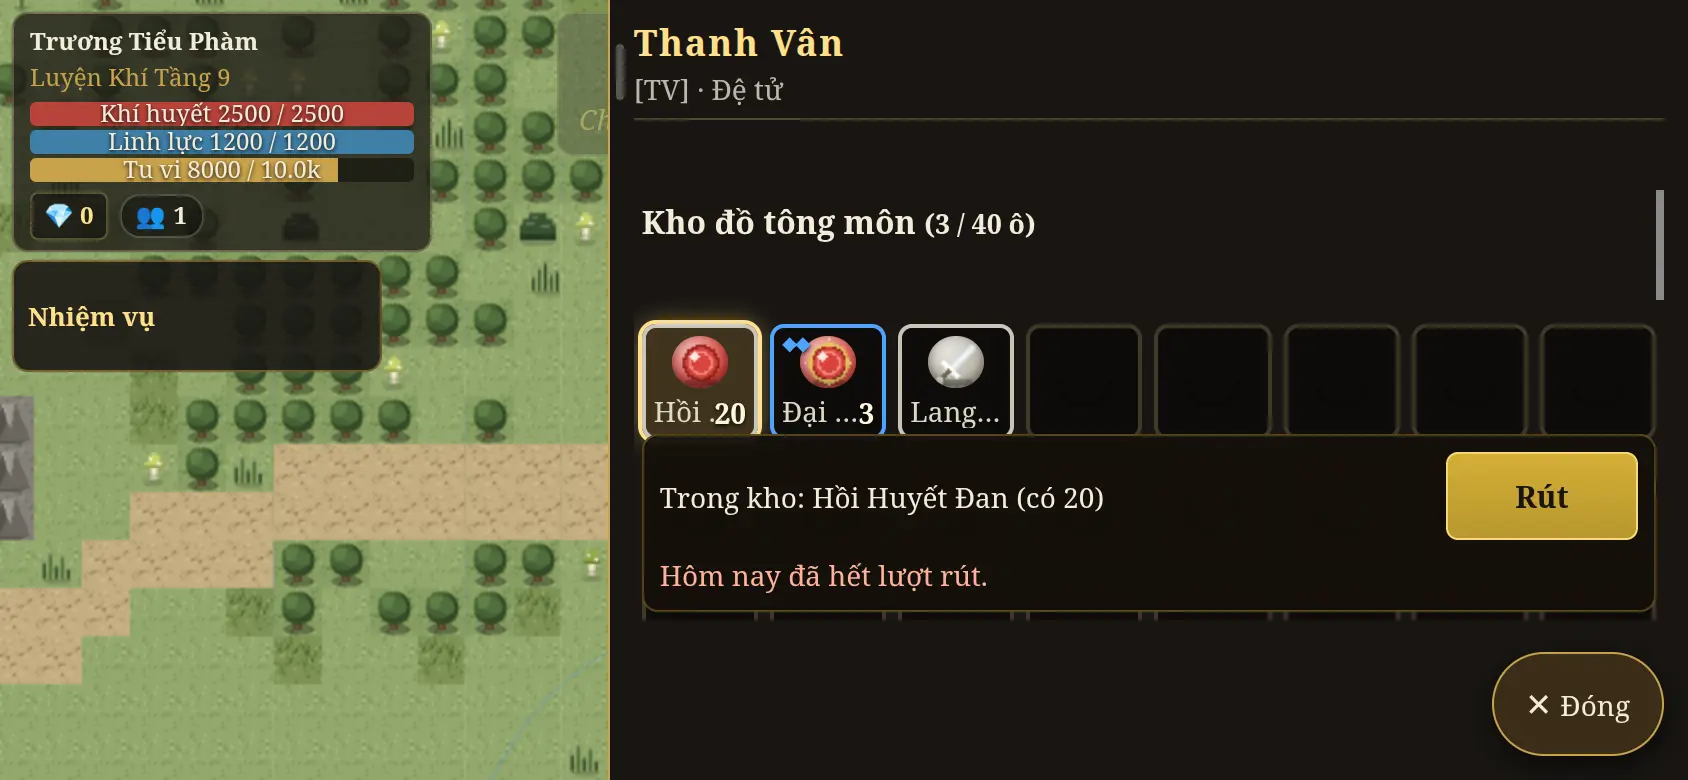 Trương Tiểu Phàm
Luyện Khí Tầng 9
Khí huyết 2500 / 2500
Linh lực 1200 / 1200
Tu vi 8000 / 10.0k
0
1
Nhiệm vụ
Ch
Thanh Vân
[TV] · Đệ tử
Kho đồ tông môn (3 / 40 ô)
Hồi .20
Đại ...3
Lang...
Trong kho: Hồi Huyết Đan (có 20)
Rút
Hôm nay đã hết lượt rút.
✕ Đóng